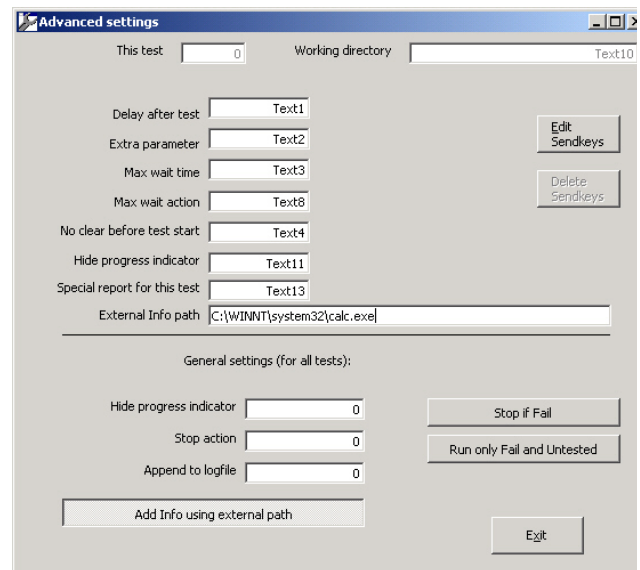 Advanced settings
This test 0 Working directory Text10
Delay after test Text1
Edit Sendkeys
Extra parameter Text2
Max wait time Text3
Delete Sendkeys
Max wait action Text8
No clear before test start Text4
Hide progress indicator Text11
Special report for this test Text13
External Info path C:\WINNT\system32\calc.exe
General settings (for all tests):
Hide progress indicator 0 Stop if Fail
Stop action 0 Run only Fail and Untested
Append to logfile 0
Add Info using external path
Exit